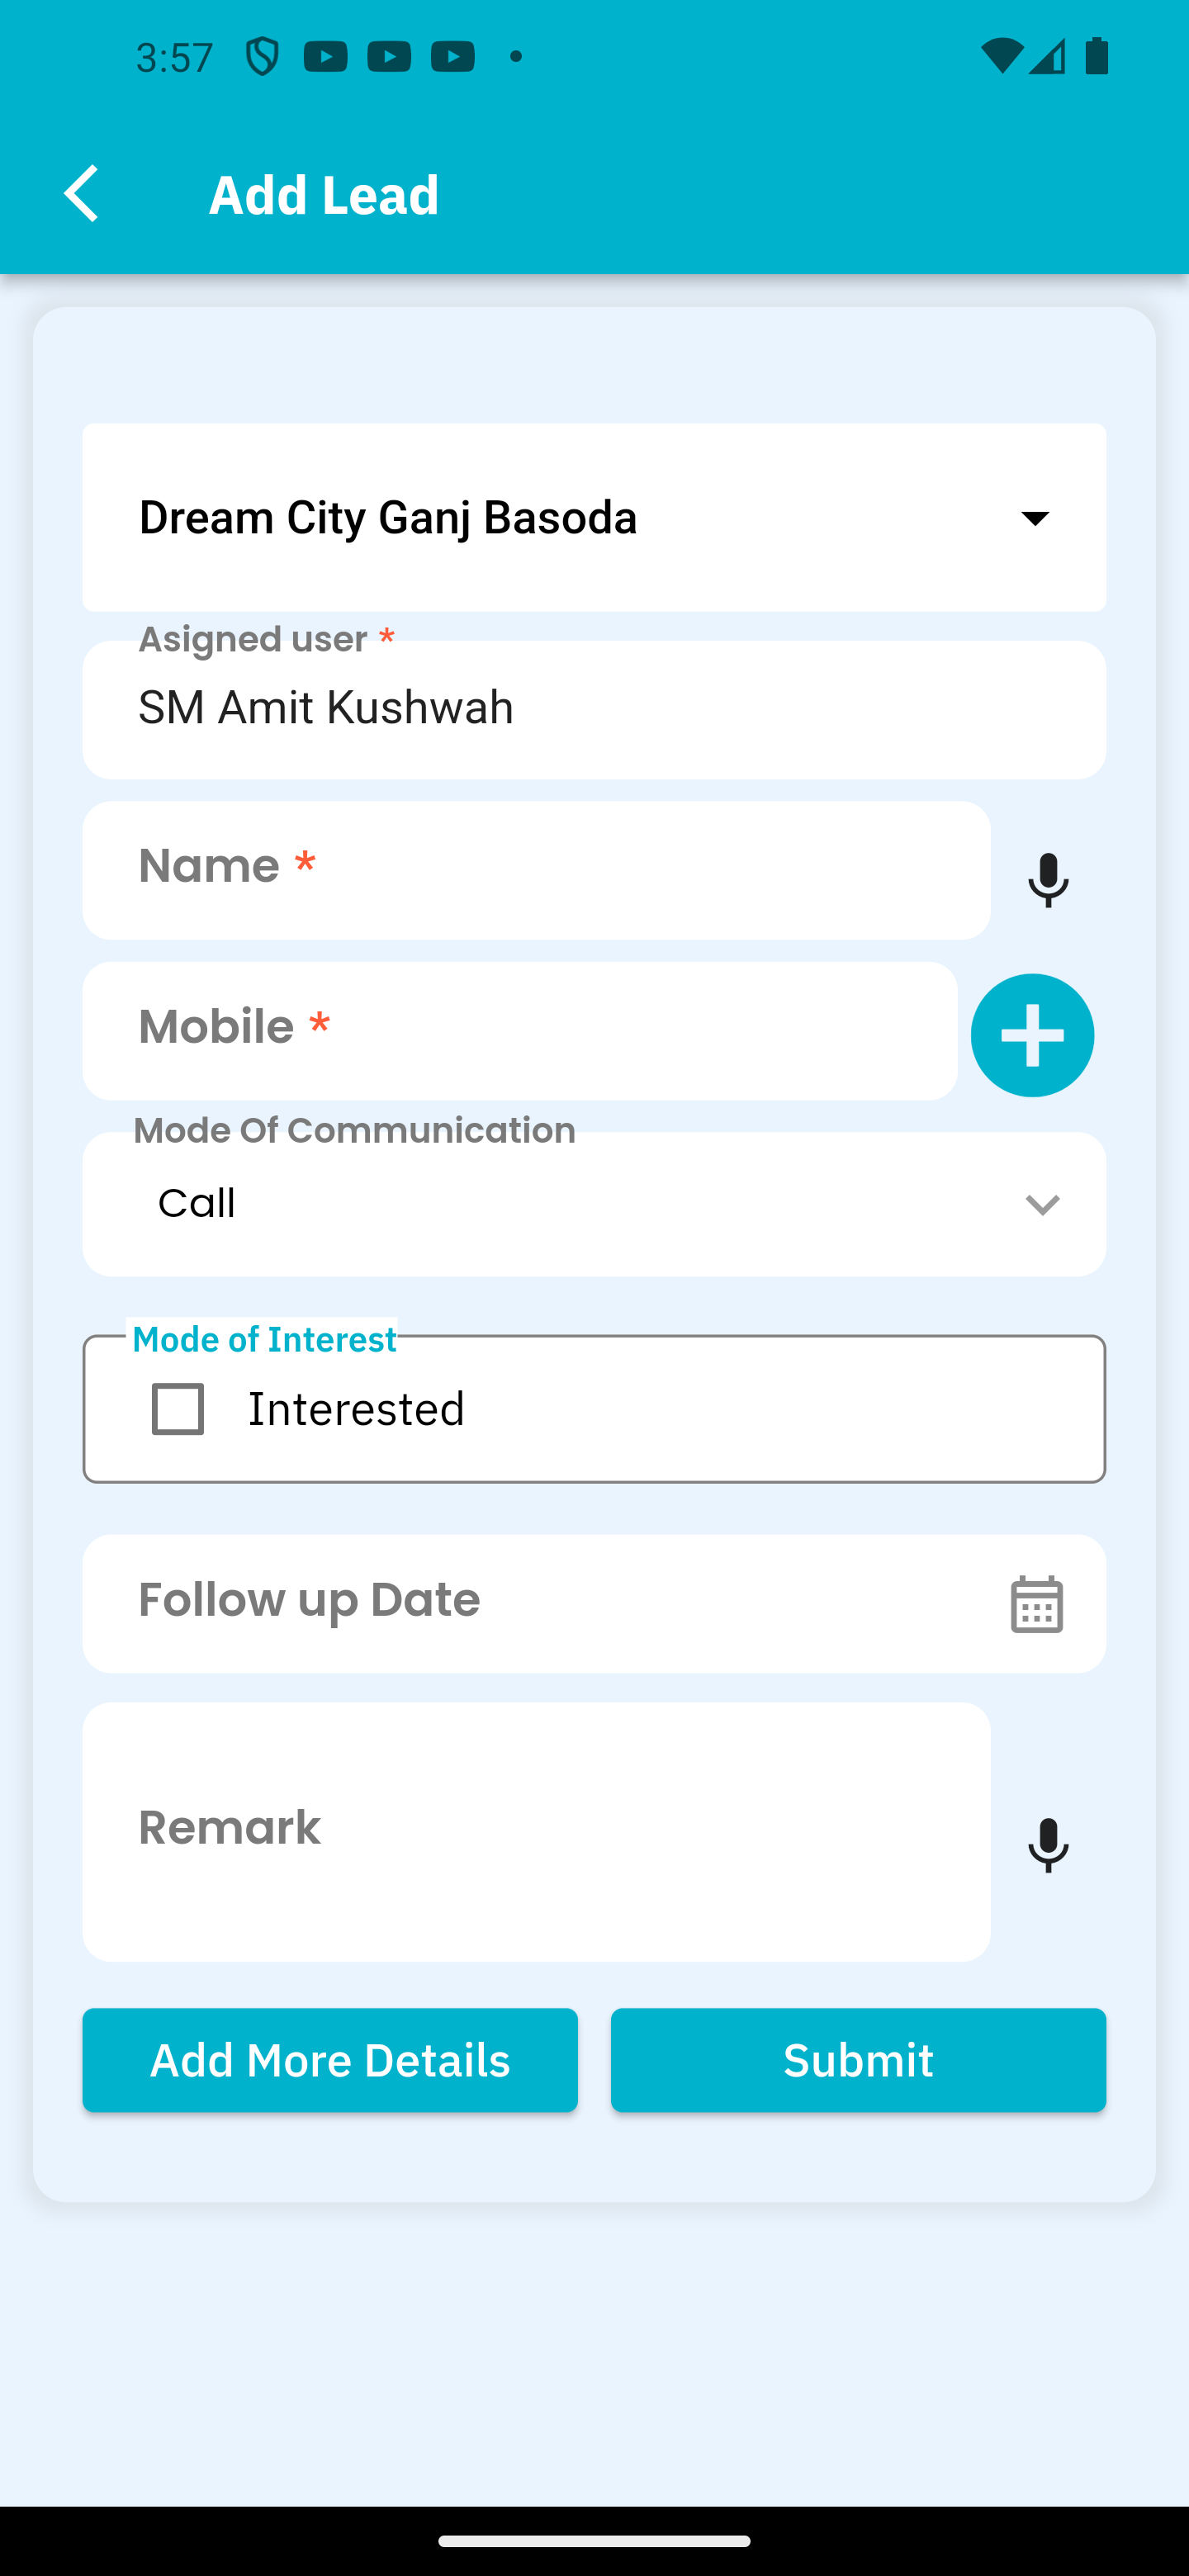 3:57
Add Lead
Dream City Ganj Basoda
Asigned user *
SM Amit Kushwah
Name *
Mobile *
Mode Of Communication
Call
Mode of Interest
Interested
Follow up Date
Remark
Add More Details
Submit